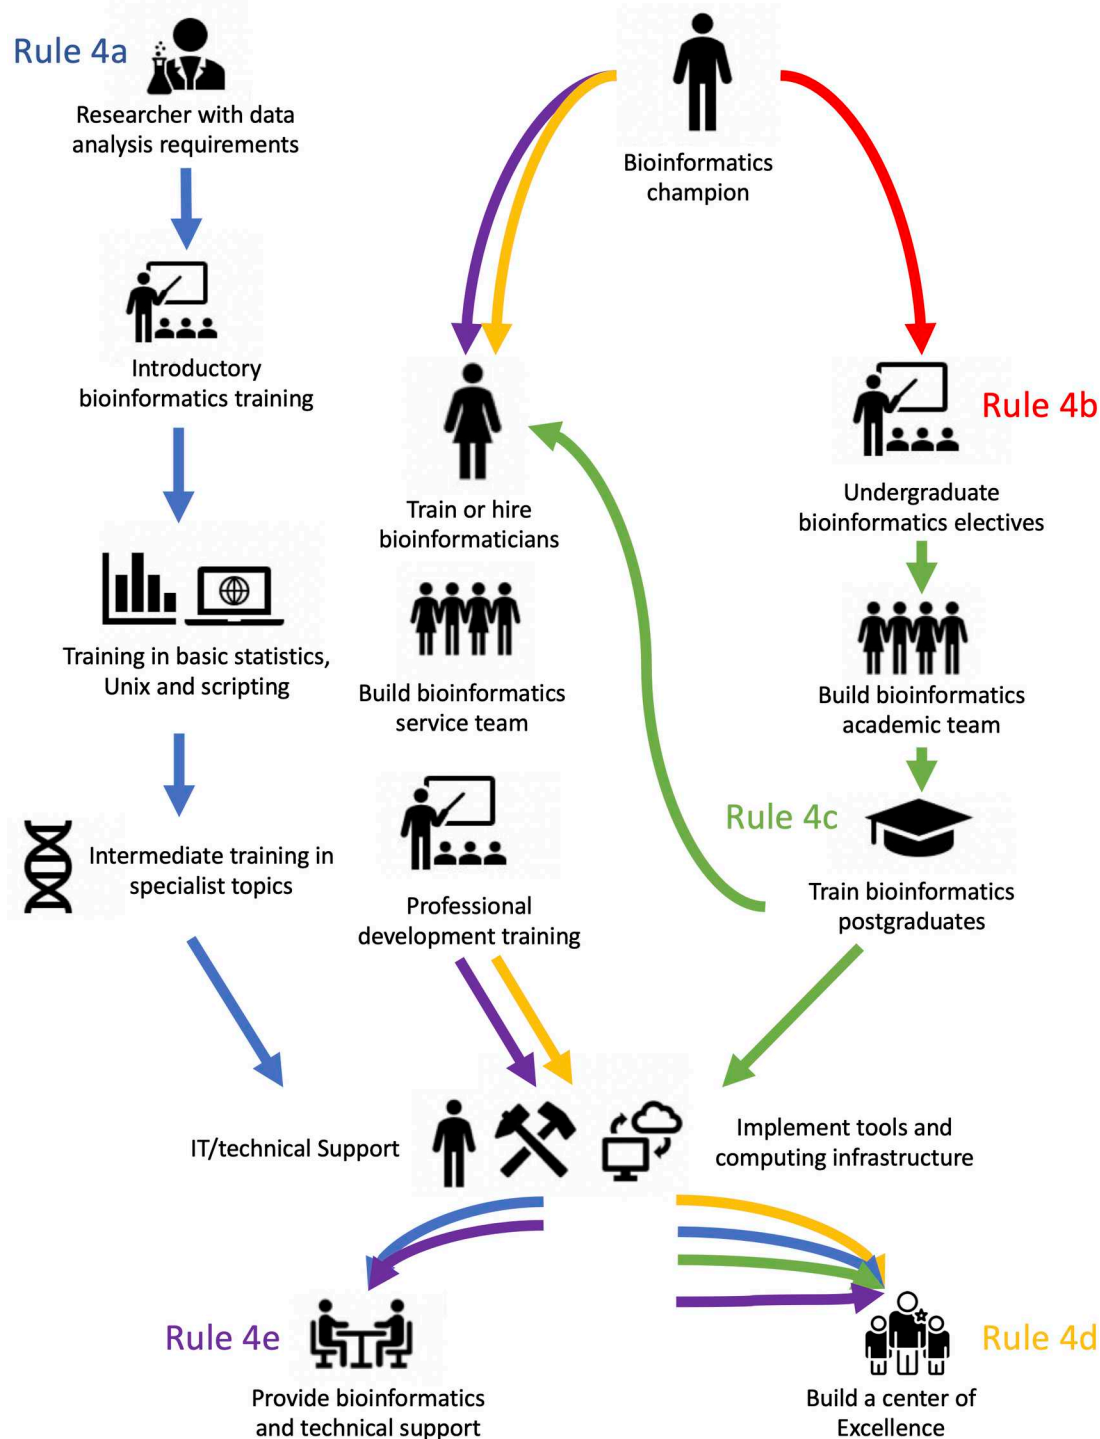 Rule 4a
Researcher with data
analysis requirements
Bioinformatics
champion
Introductory
bioinformatics training
Rule 4b
Undergraduate
bioinformatics electives
Train or hire
bioinformaticians
Training in basic statistics,
Unix and scripting
Build bioinformatics
service team
Build bioinformatics
academic team
Rule 4c
Intermediate training in
specialist topics
Professional
development training
Train bioinformatics
postgraduates
IT/technical Support
Implement tools and
computing infrastructure
Rule 4e
Provide bioinformatics
and technical support
Rule 4d
Build a center of
Excellence